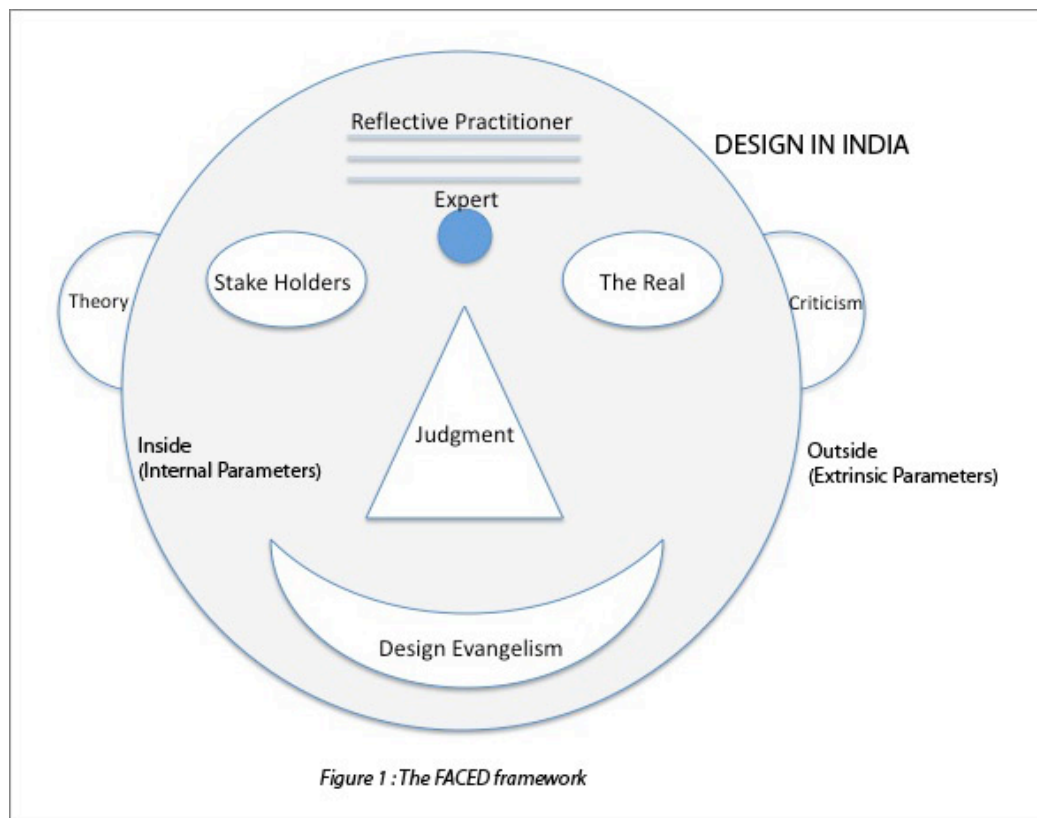 Reflective Practitioner
DESIGN IN INDIA
Expert
Theory
Stake Holders
The Real
Criticism
Judgment
Inside
(Internal Parameters)
Outside
(Extrinsic Parameters)
Design Evangelism
Figure 1 : The FACED framework